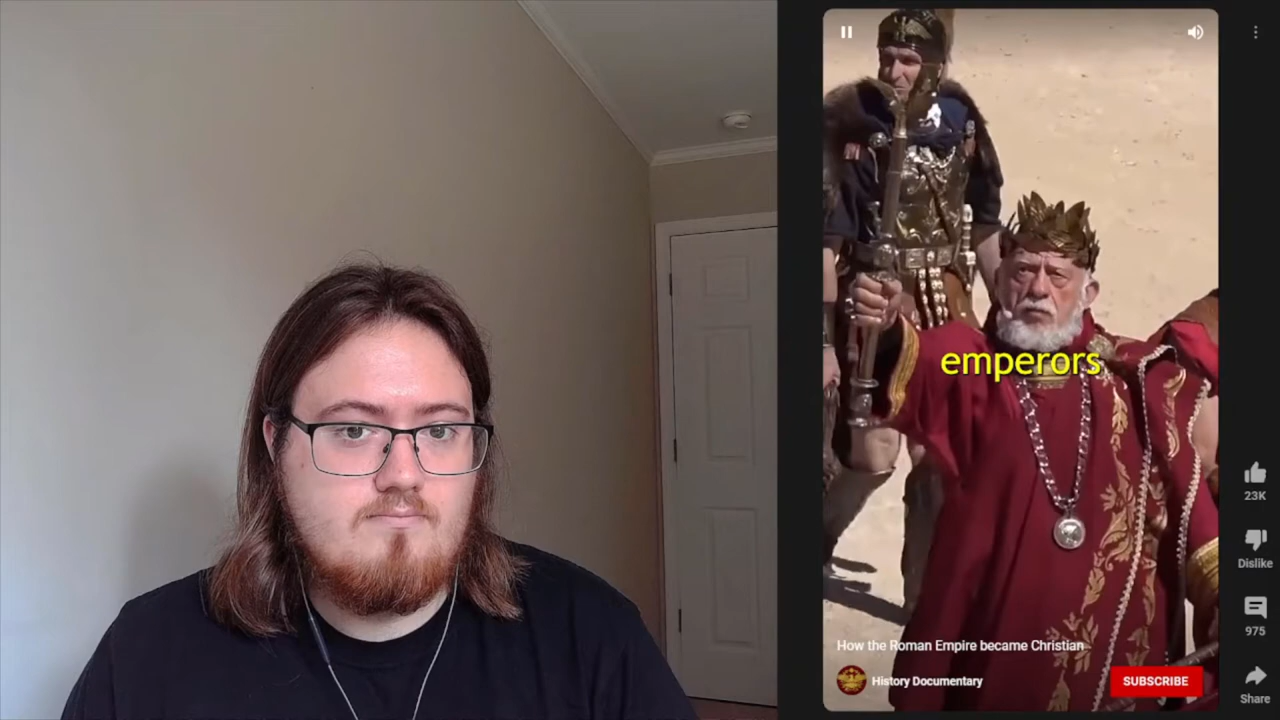 emperors
How the Roman Empire became Christian
History Documentary
SUBSCRIBE
23K
Dislike
975
Share